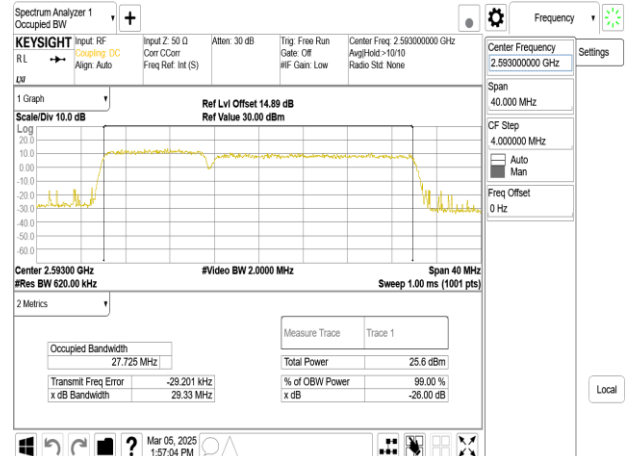 Spectrum Analyzer 1
Occupied BW
+
Frequency
KEYSIGHT Input: RF Input Z: 50 Ω Atten: 30 dB Trig: Free Run Center Freq: 2.593000000 GHz
RL Coupling: DC Corr CCorr Gate: Off Avg|Hold:>10/10
Align: Auto Freq Ref: Int (S) #IF Gain: Low Radio Std: None
LXI
Center Frequency
2.593000000 GHz
Settings
Span
40.000 MHz
CF Step
4.000000 MHz
Auto
Man
Freq Offset
0 Hz
Local
1 Graph
Ref Lvl Offset 14.89 dB
Scale/Div 10.0 dB Ref Value 30.00 dBm
Log
20.0
10.0
0.00
-10.0
-20.0
-30.0
-40.0
-50.0
-60.0
Center 2.59300 GHz #Video BW 2.0000 MHz Span 40 MHz
#Res BW 620.00 kHz Sweep 1.00 ms (1001 pts)
2 Metrics
Measure Trace Trace 1
Occupied Bandwidth
27.725 MHz
Total Power 25.6 dBm
Transmit Freq Error -29.201 kHz % of OBW Power 99.00 %
x dB Bandwidth 29.33 MHz x dB -26.00 dB
? Mar 05, 2025
1:57:04 PM